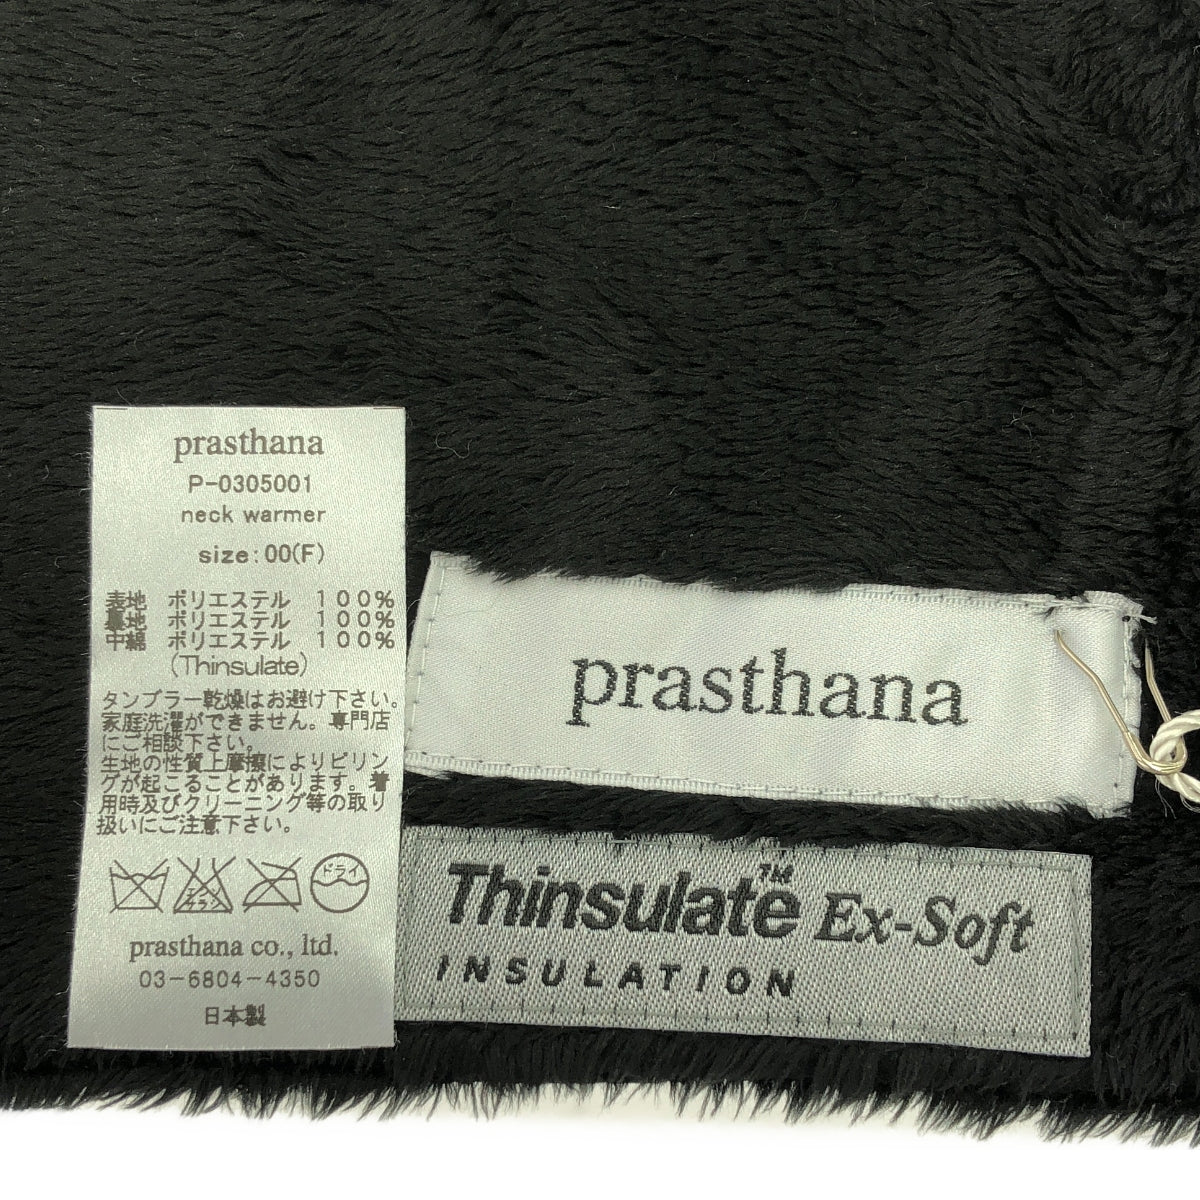 prasthana
P-0305001
neck warmer
size:00(F)
表地 ポリエステル 100%
裏地 ポリエステル 100%
中綿 ポリエステル 100%
(Thinsulate)
タンブラー乾燥はお避け下さい。
家庭洗濯ができません。専門店
にご相談下さい。
生地の性質上摩擦によりピリン
グが起こることがあります。着
用時及びクリーニング等の取り
扱いにご注意下さい。
エンソサラシ
ドライ
prasthana co., ltd.
03-6804-4350
日本製
prasthana
Thinsulate™ Ex-Soft
INSULATION